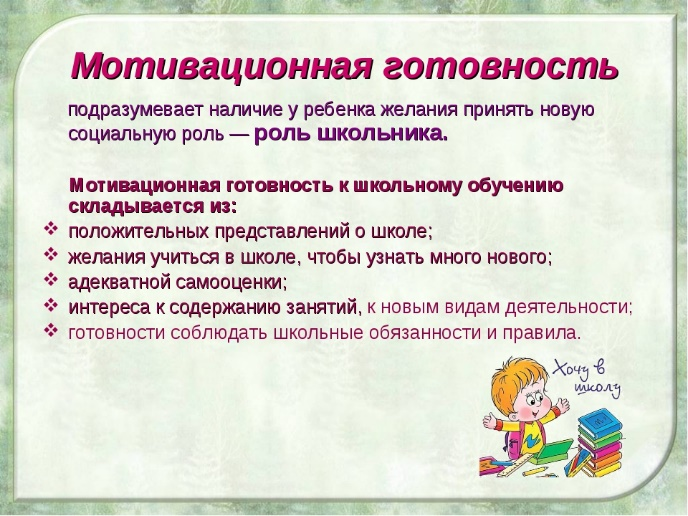 Мотивационная готовность
подразумевает наличие у ребенка желания принять новую
социальную роль — роль школьника.
Мотивационная готовность к школьному обучению
складывается из:
положительных представлений о школе;
желания учиться в школе, чтобы узнать много нового;
адекватной самооценки;
интереса к содержанию занятий, к новым видам деятельности;
готовности соблюдать школьные обязанности и правила.
Хочу в
школу